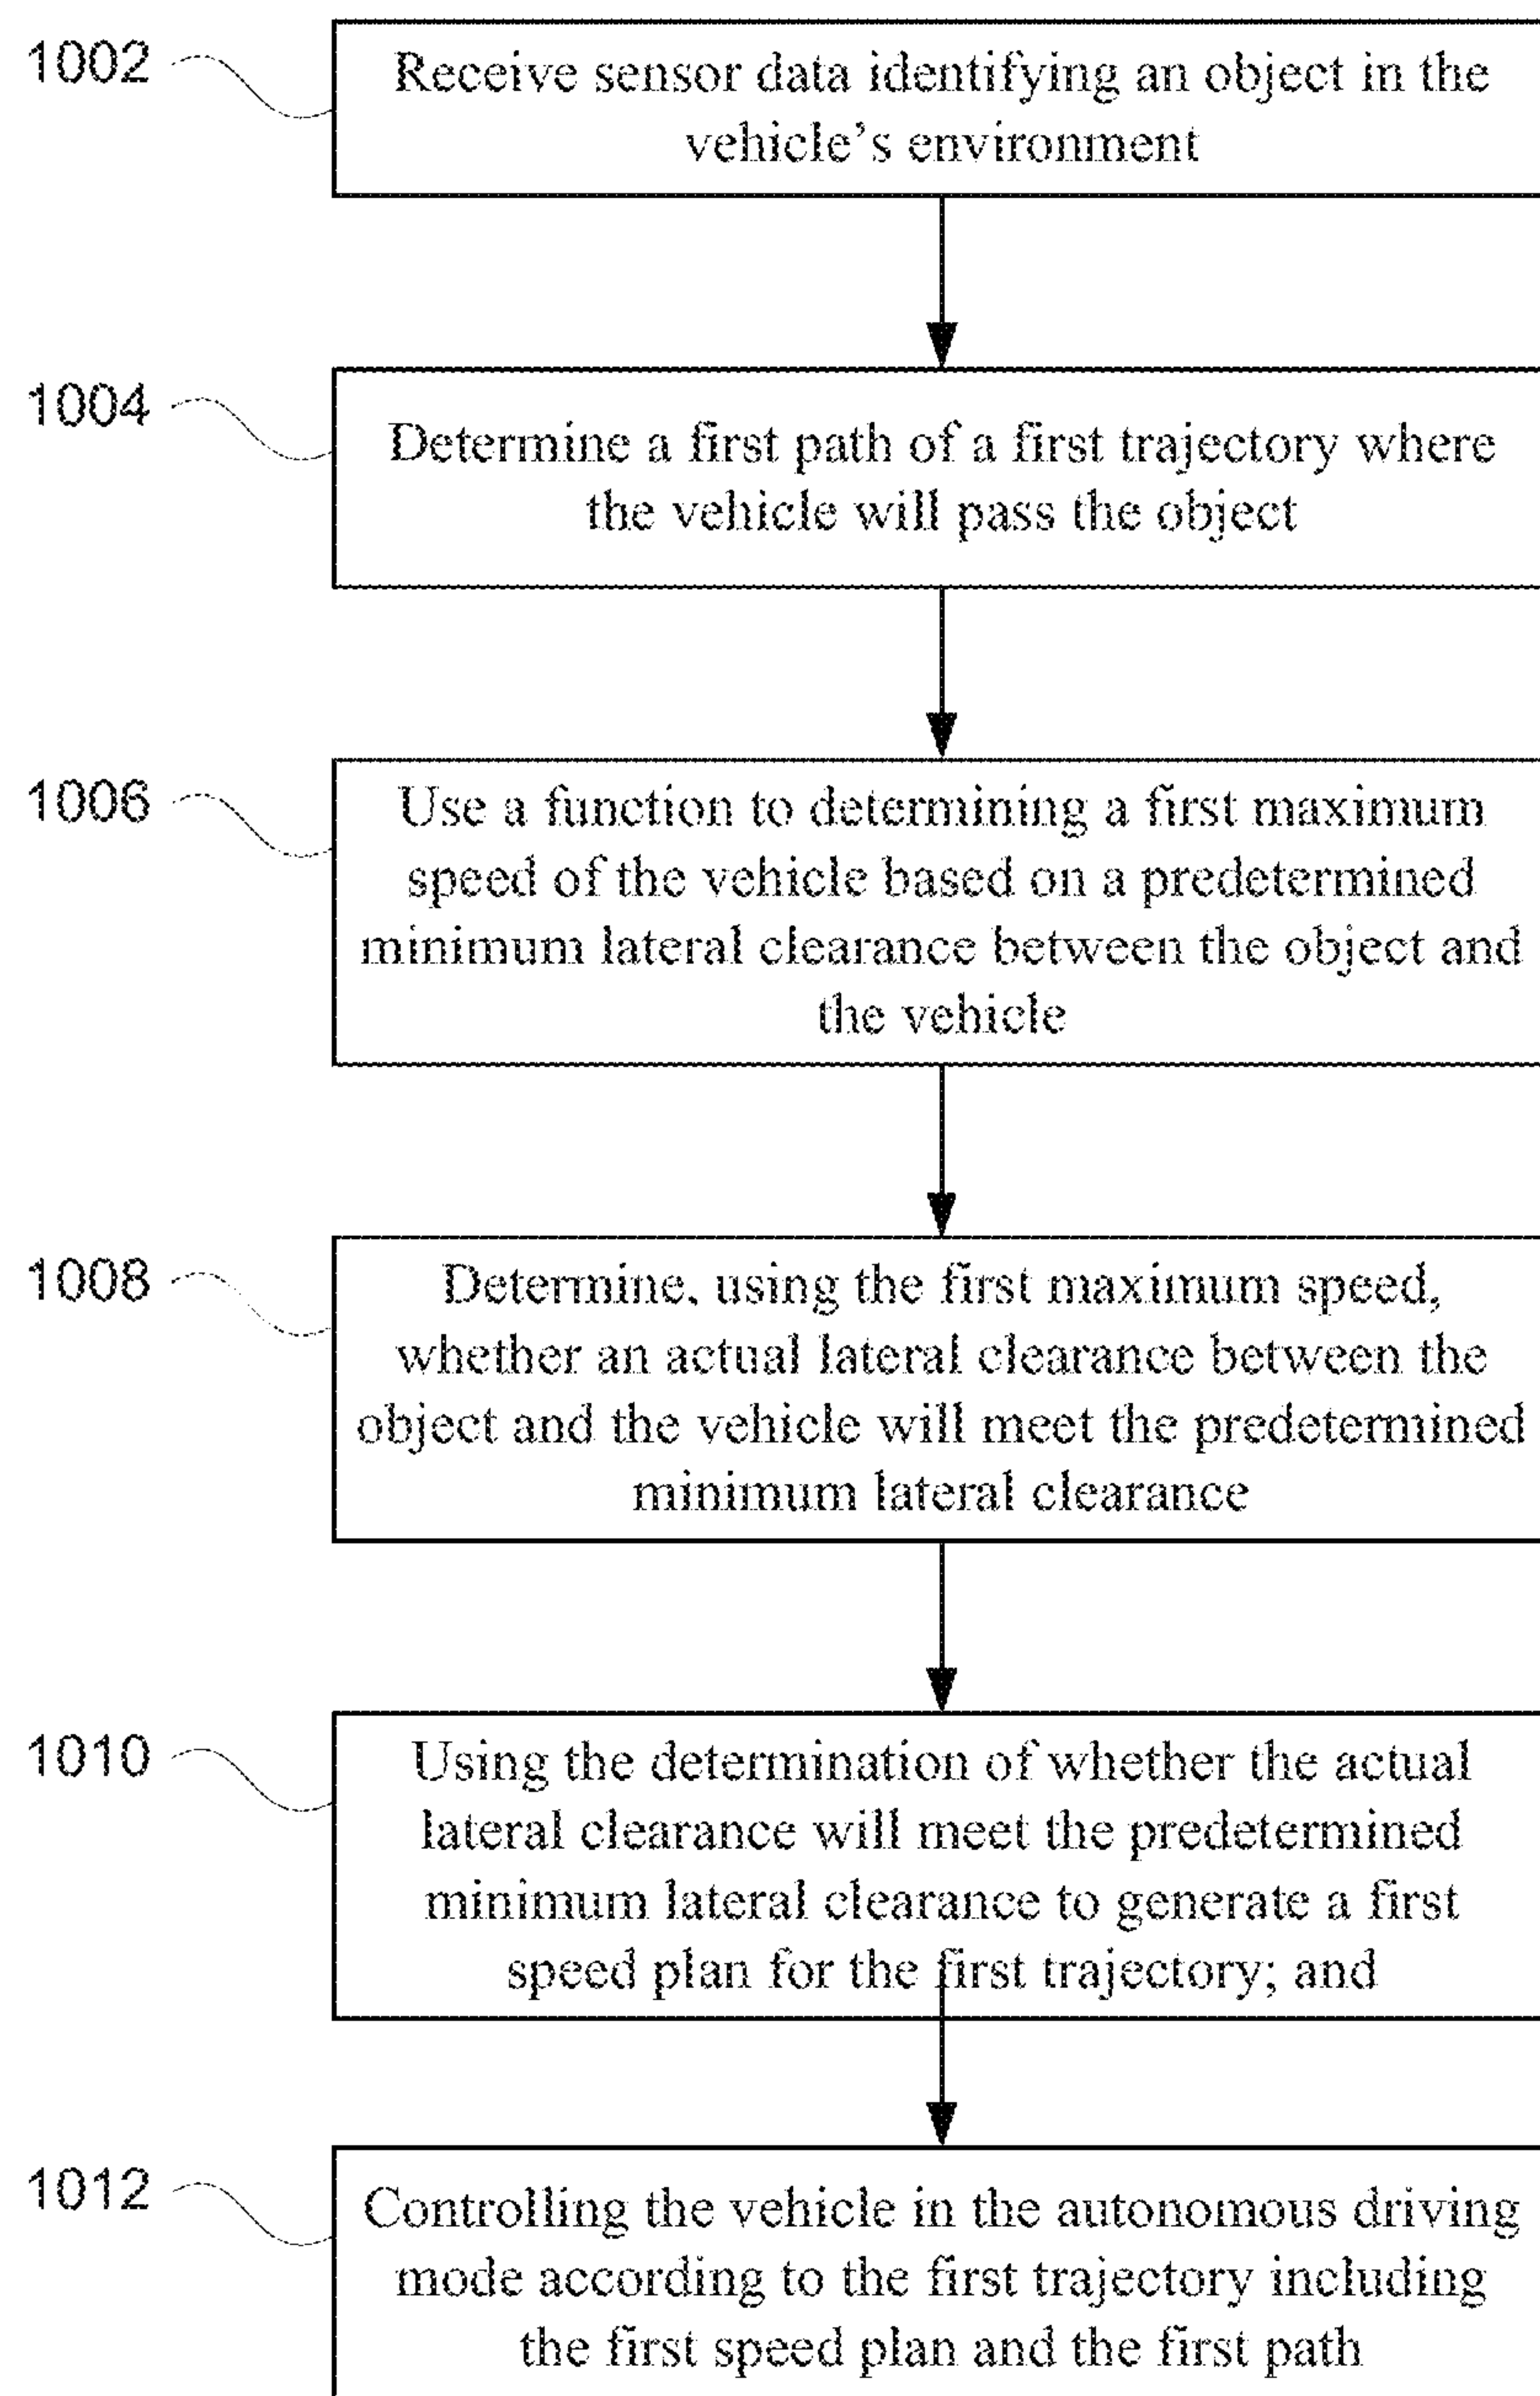 1002
Receive sensor data identifying an object in the
vehicle’s environment
1004
Determine a first path of a first trajectory where
the vehicle will pass the object
1006
Use a function to determining a first maximum
speed of the vehicle based on a predetermined
minimum lateral clearance between the object and
the vehicle
1008
Determine, using the first maximum speed,
whether an actual lateral clearance between the
object and the vehicle will meet the predetermined
minimum lateral clearance
1010
Using the determination of whether the actual
lateral clearance will meet the predetermined
minimum lateral clearance to generate a first
speed plan for the first trajectory; and
1012
Controlling the vehicle in the autonomous driving
mode according to the first trajectory including
the first speed plan and the first path